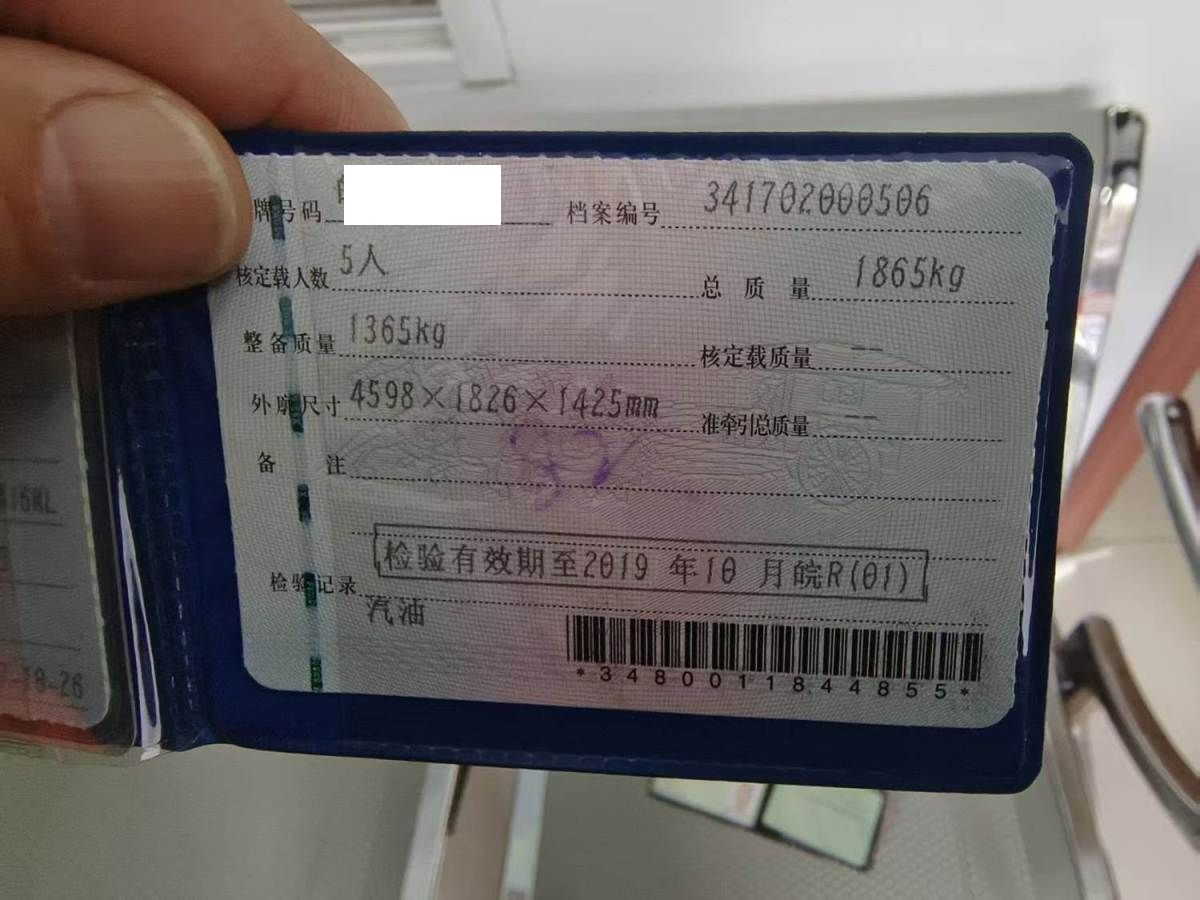 牌号码 档案编号 341702000506
核定载人数 5人 总质量 1865kg
整备质量 1365kg 核定载质量 --
外廓尺寸 4598×1826×1425mm 准牵引总质量 --
备注
检验记录 检验有效期至2019 年10 月皖R(01)
汽油
*3480011844855*